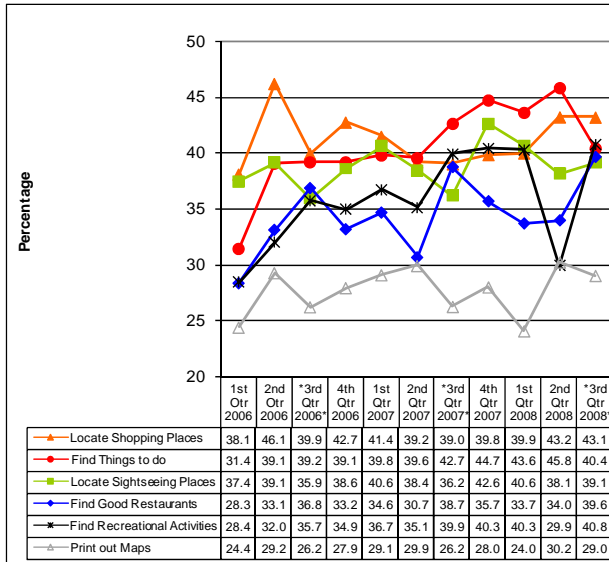 50
45
40
35
30
25
20
Percentage
1st 2nd *3rd 4th 1st 2nd *3rd 4th 1st 2nd *3rd
Qtr Qtr Qtr Qtr Qtr Qtr Qtr Qtr Qtr Qtr Qtr
2006 2006 2006* 2006 2007 2007 2007* 2007 2008 2008 2008*
Locate Shopping Places 38.1 46.1 39.9 42.7 41.4 39.2 39.0 39.8 39.9 43.2 43.1
Find Things to do 31.4 39.1 39.2 39.1 39.8 39.6 42.7 44.7 43.6 45.8 40.4
Locate Sightseeing Places 37.4 39.1 35.9 38.6 40.6 38.4 36.2 42.6 40.6 38.1 39.1
Find Good Restaurants 28.3 33.1 36.8 33.2 34.6 30.7 38.7 35.7 33.7 34.0 39.6
Find Recreational Activities 28.4 32.0 35.7 34.9 36.7 35.1 39.9 40.3 40.3 29.9 40.8
Print out Maps 24.4 29.2 26.2 27.9 29.1 29.9 26.2 28.0 24.0 30.2 29.0